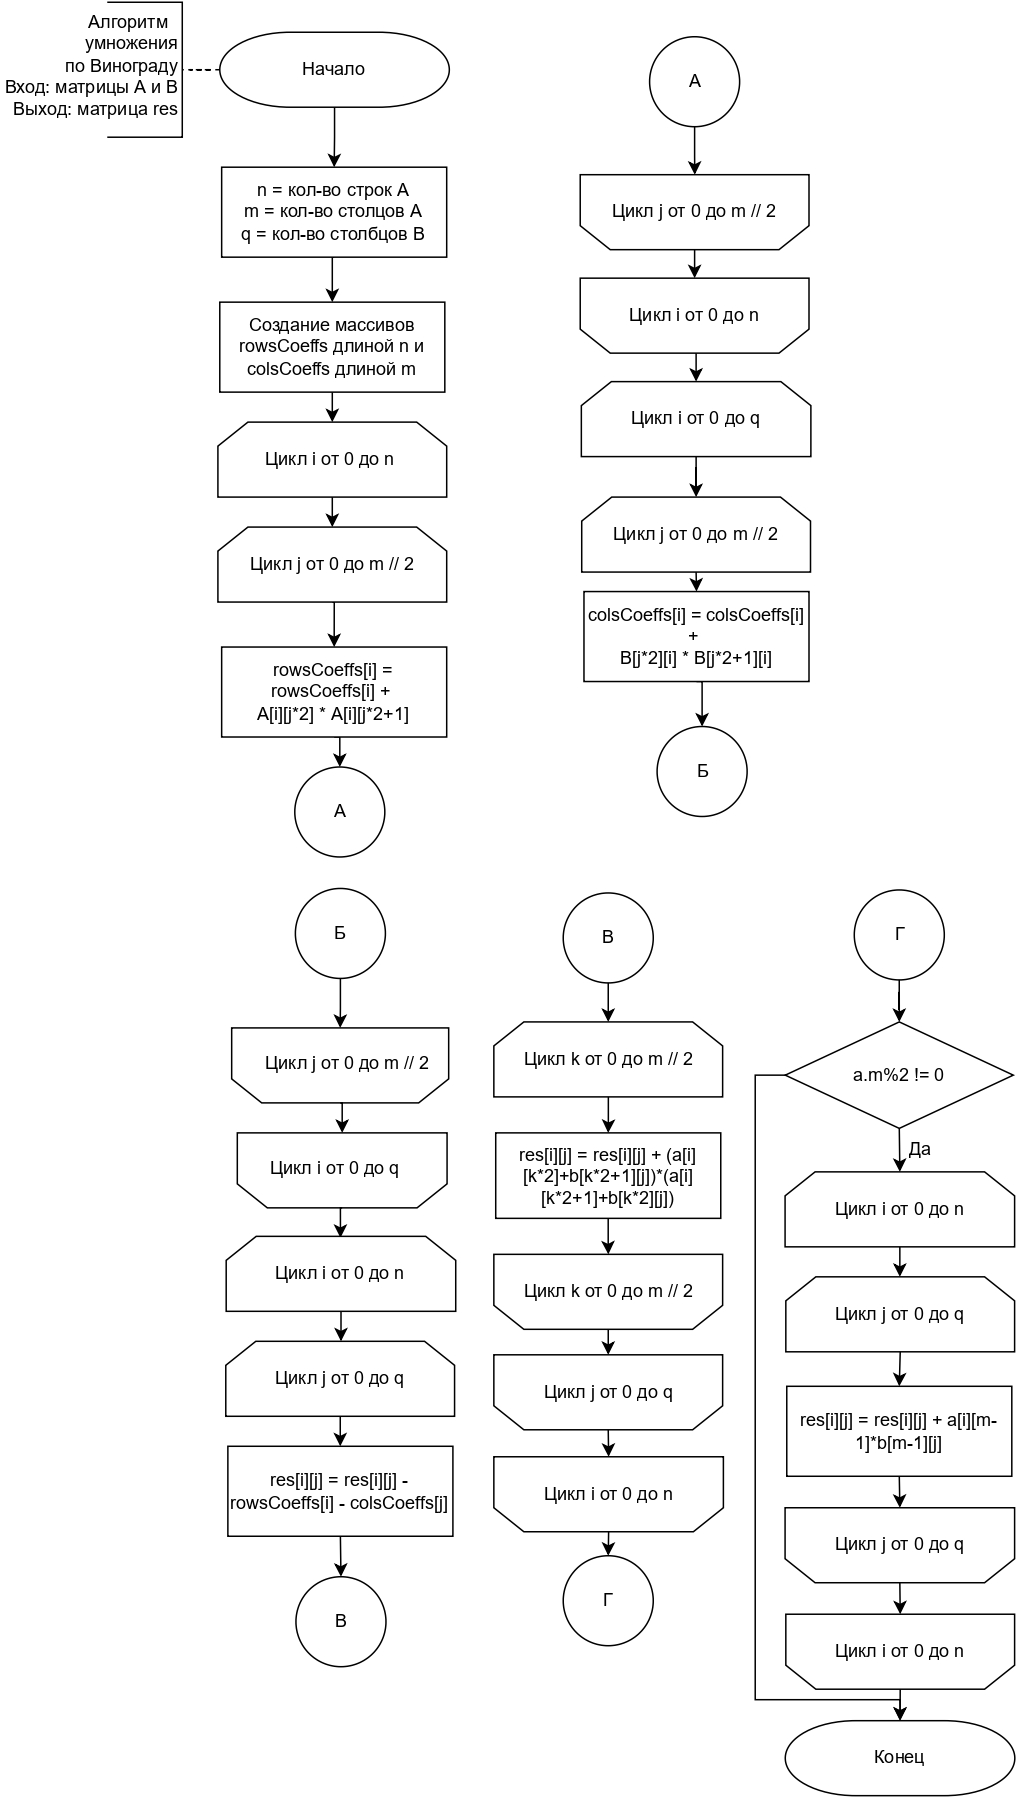 Алгоритм
умножения
по Винограду
Вход: матрицы А и В
Выход: матрица res
Начало
n = кол-во строк А
m = кол-во столцов А
q = кол-во столбцов В
Создание массивов
rowsCoeffs длиной n и
colsCoeffs длиной m
Цикл i от 0 до n
Цикл j от 0 до m // 2
rowsCoeffs[i] =
rowsCoeffs[i] +
A[i][j*2] * A[i][j*2+1]
А
А
Цикл j от 0 до m // 2
Цикл i от 0 до n
Цикл i от 0 до q
Цикл j от 0 до m // 2
colsCoeffs[i] = colsCoeffs[i]
+
B[j*2][i] * B[j*2+1][i]
Б
Б
Цикл j от 0 до m // 2
Цикл i от 0 до q
Цикл i от 0 до n
Цикл j от 0 до q
res[i][j] = res[i][j] -
rowsCoeffs[i] - colsCoeffs[j]
В
В
Цикл k от 0 до m // 2
res[i][j] = res[i][j] + (a[i]
[k*2]+b[k*2+1][j])*(a[i]
[k*2+1]+b[k*2][j])
Цикл k от 0 до m // 2
Цикл j от 0 до q
Цикл i от 0 до n
Г
Г
a.m%2 != 0
Да
Цикл i от 0 до n
Цикл j от 0 до q
res[i][j] = res[i][j] + a[i][m-
1]*b[m-1][j]
Цикл j от 0 до q
Цикл i от 0 до n
Конец